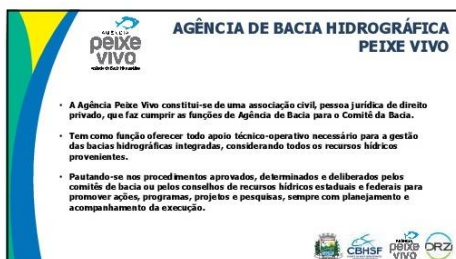 AGÊNCIA DE BACIA HIDROGRÁFICA
PEIXE VIVO
AGÊNCIA
peixe
vivo
• A Agência Peixe Vivo constitui-se de uma associação civil, pessoa jurídica de direito
privado, que faz cumprir as funções de Agência de Bacia para o Comitê da Bacia.
• Tem como função oferecer todo apoio técnico-operativo necessário para a gestão
das bacias hidrográficas integradas, considerando todos os recursos hídricos
provenientes.
• Pautando-se nos procedimentos aprovados, determinados e deliberados pelos
comitês de bacia ou pelos conselhos de recursos hídricos estaduais e federais para
promover ações, programas, projetos e pesquisas, sempre com planejamento e
acompanhamento da execução.
CBHSF
peixe
vivo
DRZ